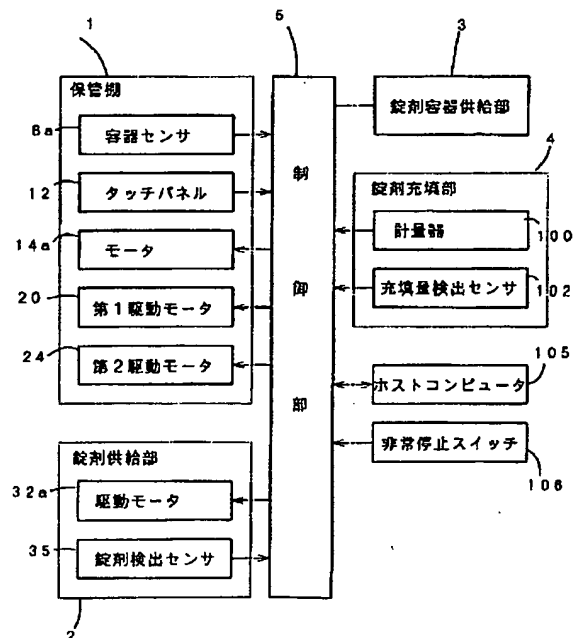 1
保管棚
8a
容器センサ
12
タッチパネル
14a
モータ
20
第1駆動モータ
24
第2駆動モータ
錠剤供給部
32a
駆動モータ
35
錠剤検出センサ
2
5
制御部
3
錠剤容器供給部
4
錠剤充填部
計量器
100
充填量検出センサ
102
105
ホストコンピュータ
非常停止スイッチ
106